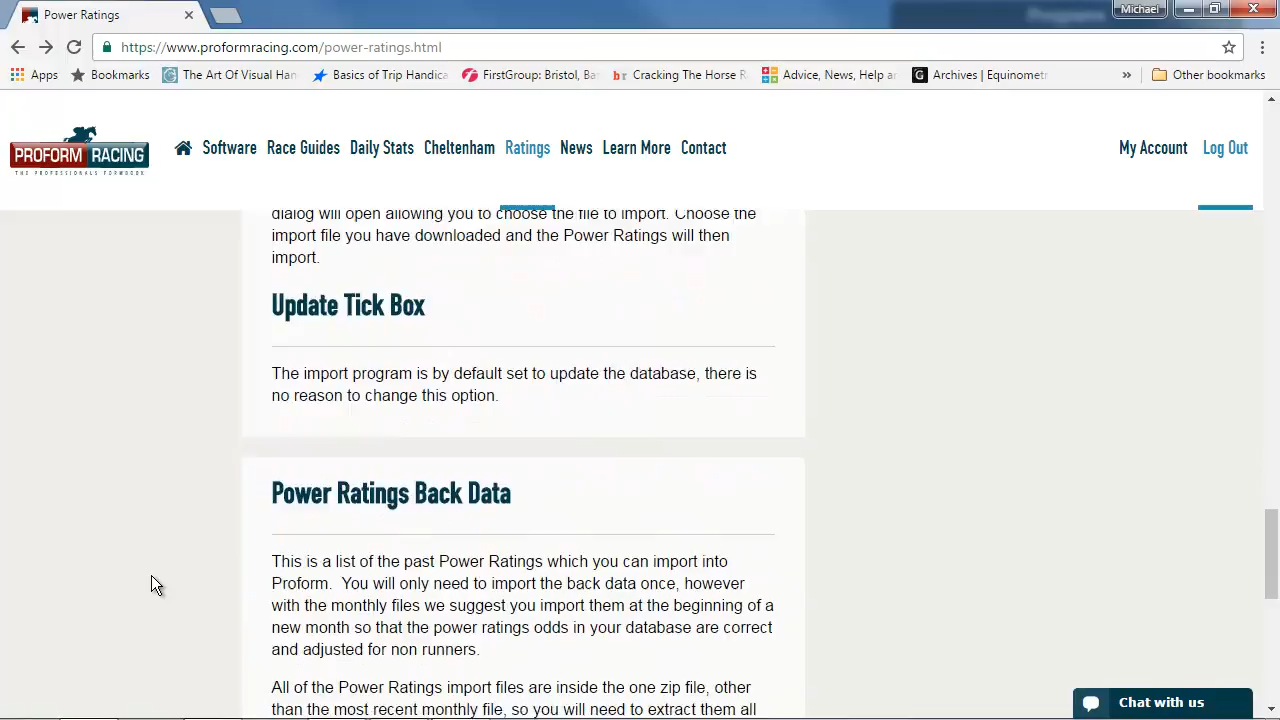 Power Ratings
Michael
https://www.proformracing.com/power-ratings.html
Apps Bookmarks The Art Of Visual Han Basics of Trip Handica FirstGroup: Bristol, Ba Cracking The Horse R Advice, News, Help a Archives | Equinometr » Other bookmarks
PROFORM RACING
THE PROFESSIONALS FORMBOOK
Software Race Guides Daily Stats Cheltenham Ratings News Learn More Contact My Account Log Out
dialog will open allowing you to choose the file to import. Choose the
import file you have downloaded and the Power Ratings will then
import.
Update Tick Box
The import program is by default set to update the database, there is
no reason to change this option.
Power Ratings Back Data
This is a list of the past Power Ratings which you can import into
Proform. You will only need to import the back data once, however
with the monthly files we suggest you import them at the beginning of a
new month so that the power ratings odds in your database are correct
and adjusted for non runners.
All of the Power Ratings import files are inside the one zip file, other
than the most recent monthly file, so you will need to extract them all
Chat with us